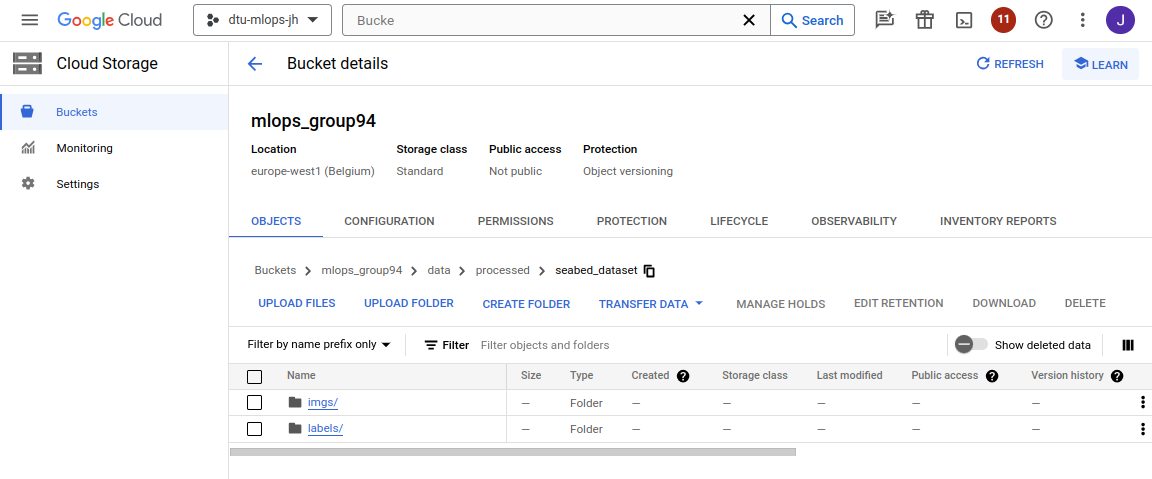 Google Cloud
dtu-mlops-jh
Bucke
Search
11
J
Cloud Storage
Bucket details
REFRESH
LEARN
Buckets
Monitoring
Settings
mlops_group94
Location Storage class Public access Protection
europe-west1 (Belgium) Standard Not public Object versioning
OBJECTS CONFIGURATION PERMISSIONS PROTECTION LIFECYCLE OBSERVABILITY INVENTORY REPORTS
Buckets > mlops_group94 > data > processed > seabed_dataset
UPLOAD FILES UPLOAD FOLDER CREATE FOLDER TRANSFER DATA MANAGE HOLDS EDIT RETENTION DOWNLOAD DELETE
Filter by name prefix only Filter Filter objects and folders Show deleted data
Name Size Type Created Storage class Last modified Public access Version history
imgs/ — Folder — — — — —
labels/ — Folder — — — — —